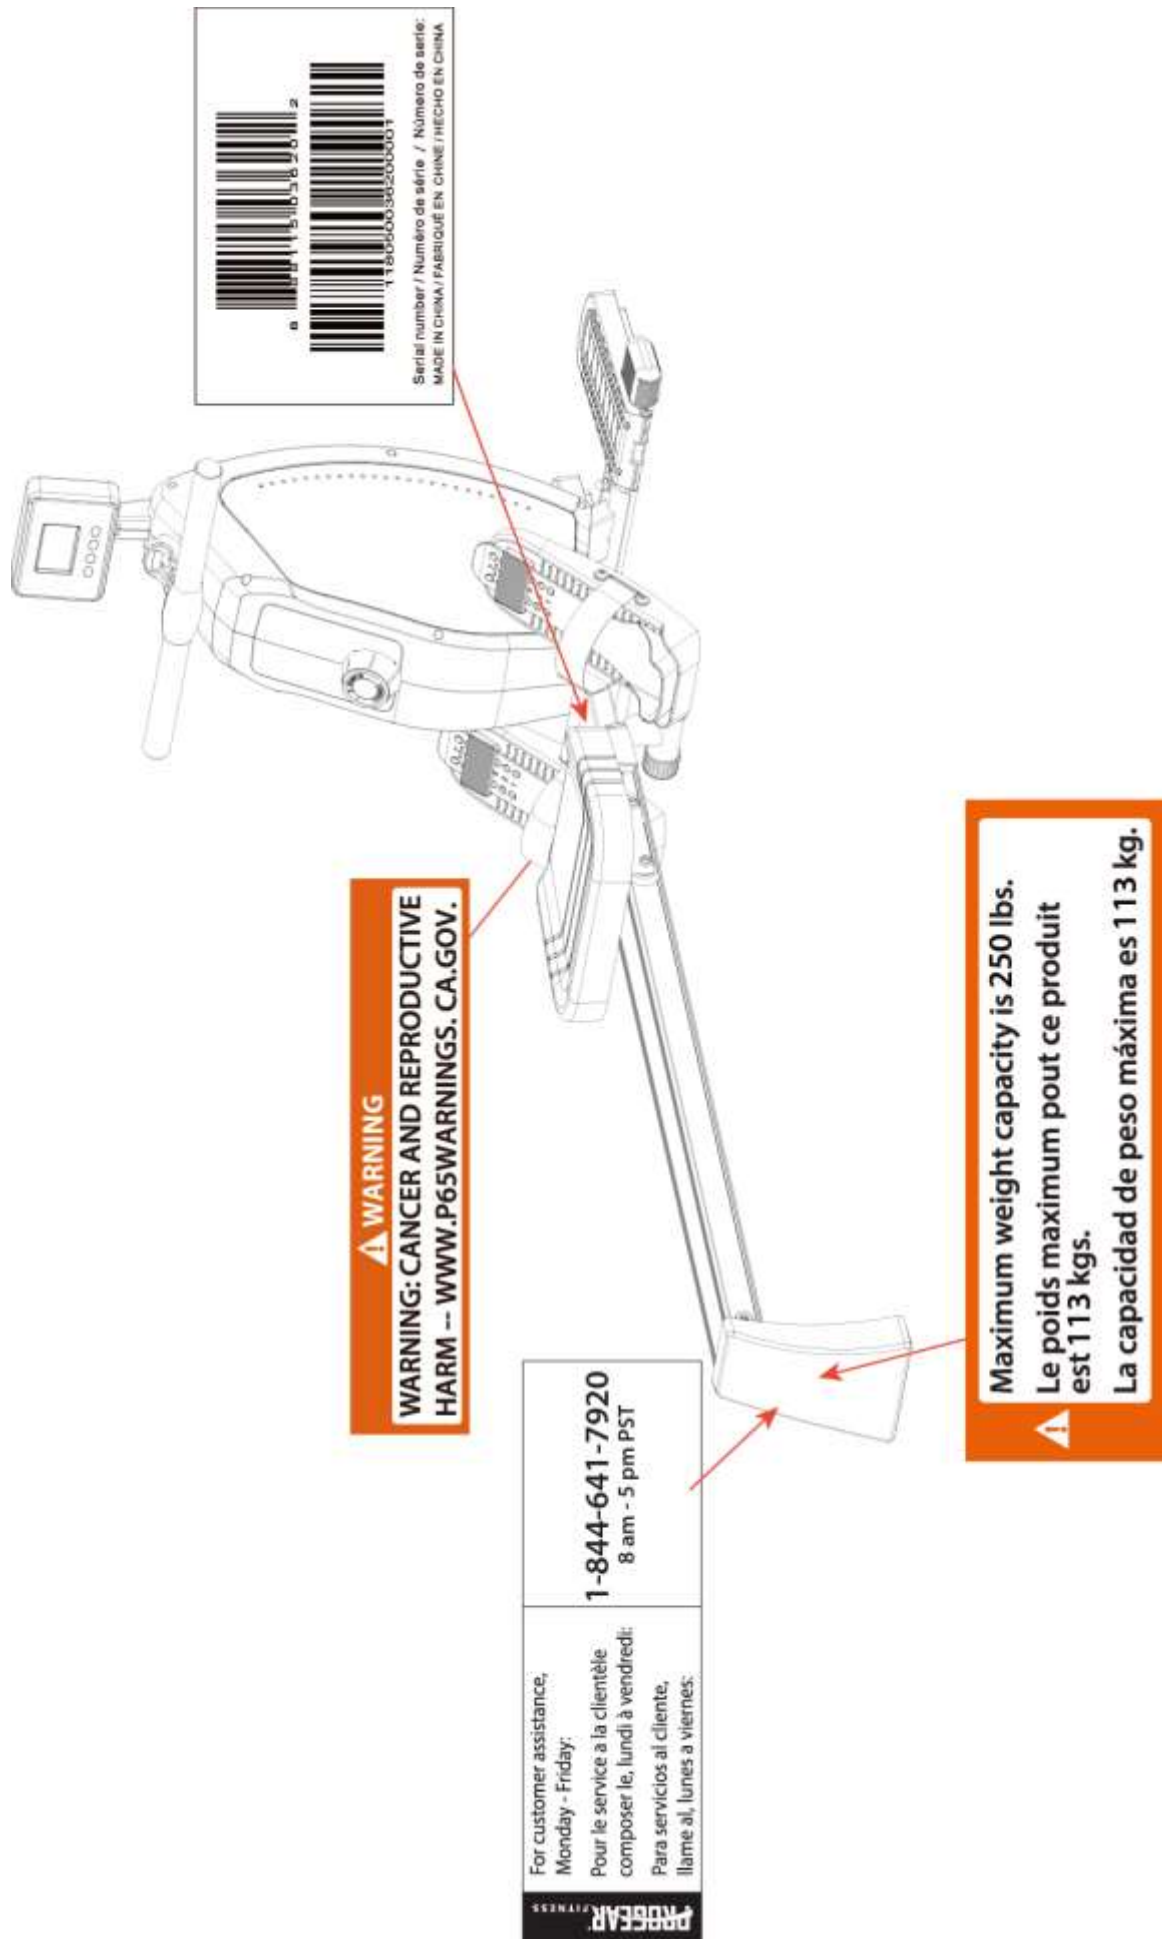 Serial number / Numéro de série / Número de serie:
MADE IN CHINA / FABRIQUÉ EN CHINE / HECHO EN CHINA
WARNING
WARNING: CANCER AND REPRODUCTIVE
HARM -- WWW.P65WARNINGS. CA.GOV.
PROGEAR
FITNESS
For customer assistance,
Monday - Friday:
Pour le service a la clientèle
composer le, lundi à vendredi:
Para servicios al cliente,
llame al, lunes a viernes:
1-844-641-7920
8 am - 5 pm PST
Maximum weight capacity is 250 lbs.
Le poids maximum pout ce produit
est 113 kgs.
La capacidad de peso máxima es 113 kg.